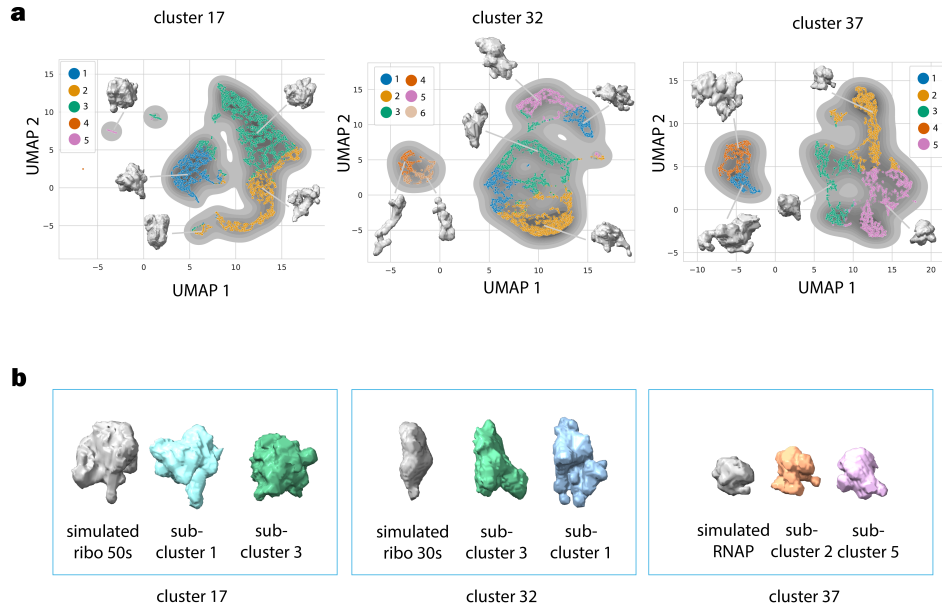 a
cluster 17
cluster 32
cluster 37
1
2
3
4
5
15
10
5
0
−5
UMAP 2
−5 0 5 10 15
UMAP 1
1 4
2 5
3 6
15
10
5
0
−5
UMAP 2
−5 0 5 10 15
UMAP 1
1
2
3
4
5
15
10
5
0
−5
UMAP 2
−10 −5 0 5 10 15 20
UMAP 1
b
simulated ribo 50s
sub-cluster 1
sub-cluster 3
cluster 17
simulated ribo 30s
sub-cluster 3
sub-cluster 1
cluster 32
simulated RNAP
sub-cluster 2
sub-cluster 5
cluster 37